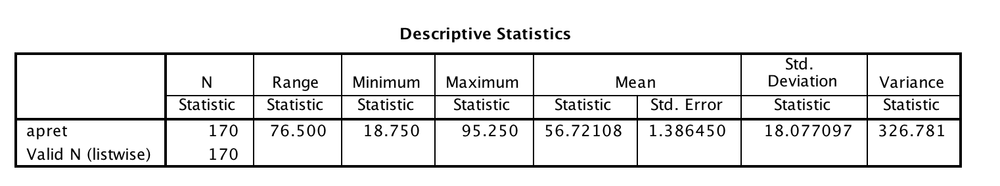 Descriptive Statistics
N Range Minimum Maximum Mean Std. Deviation Variance
Statistic Statistic Statistic Statistic Statistic Std. Error Statistic Statistic
apret 170 76.500 18.750 95.250 56.72108 1.386450 18.077097 326.781
Valid N (listwise) 170